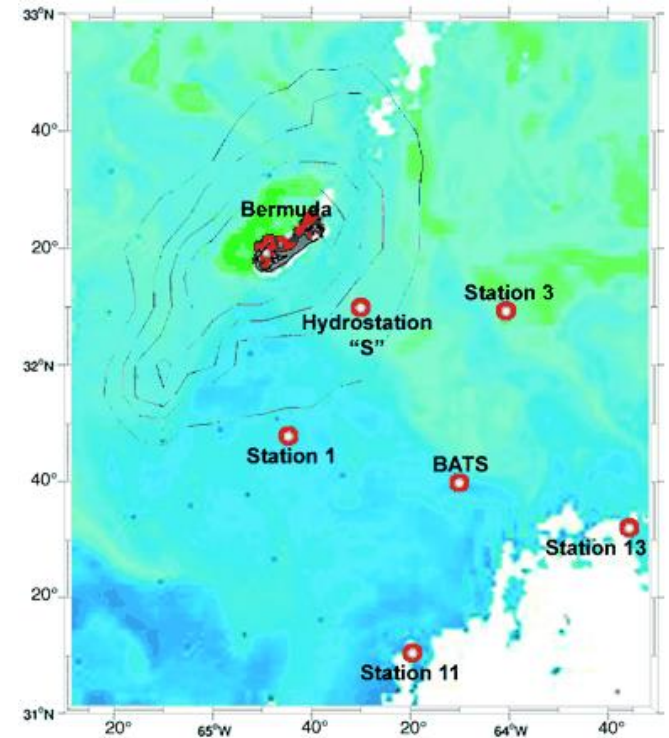 33°N
40°
Bermuda
20°
Station 3
Hydrostation
“S”
32°N
Station 1
BATS
40°
Station 13
20°
Station 11
31°N
20° 65°W 40° 20° 64°W 40°